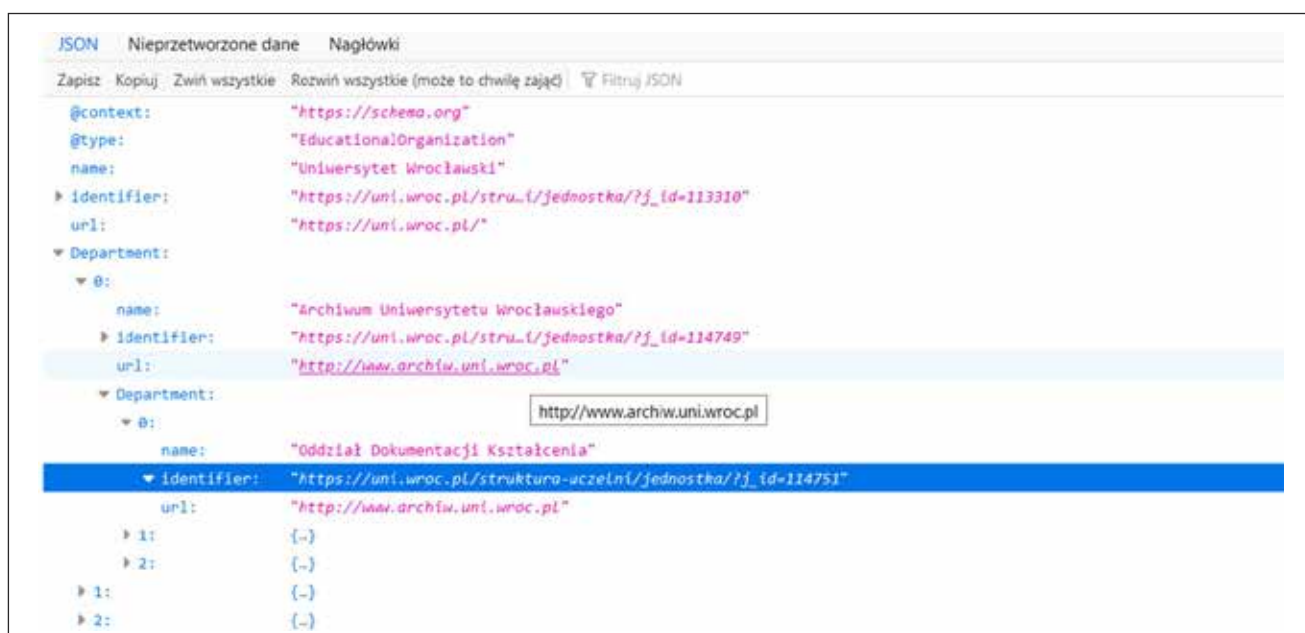 JSON Nieprzetworzone dane Nagłówki
Zapisz Kopiuj Zwiń wszystkie Rozwiń wszystkie (może to chwilę zająć) Filtruj JSON
@context: "https://schema.org"
@type: "EducationalOrganization"
name: "Uniwersytet Wrocławski"
identifier: "https://uni.wroc.pl/stru…i/jednostka/?j_id=113310"
url: "https://uni.wroc.pl/"
Department:
0:
name: "Archiwum Uniwersytetu Wrocławskiego"
identifier: "https://uni.wroc.pl/stru…i/jednostka/?j_id=114749"
url: "http://www.archiw.uni.wroc.pl"
Department:
http://www.archiw.uni.wroc.pl
0:
name: "Oddział Dokumentacji Kształcenia"
identifier: "https://uni.wroc.pl/struktura-uczelni/jednostka/?j_id=114751"
url: "http://www.archiw.uni.wroc.pl"
1: {…}
2: {…}
1: {…}
2: {…}